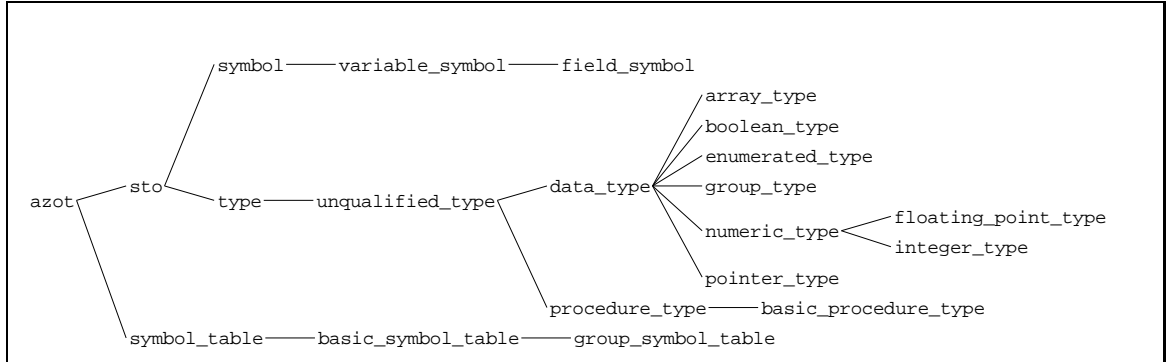 symbol variable_symbol field_symbol
array_type
boolean_type
enumerated_type
sto data_type group_type
azot type unqualified_type
floating_point_type
numeric_type
integer_type
pointer_type
procedure_type basic_procedure_type
symbol_table basic_symbol_table group_symbol_table